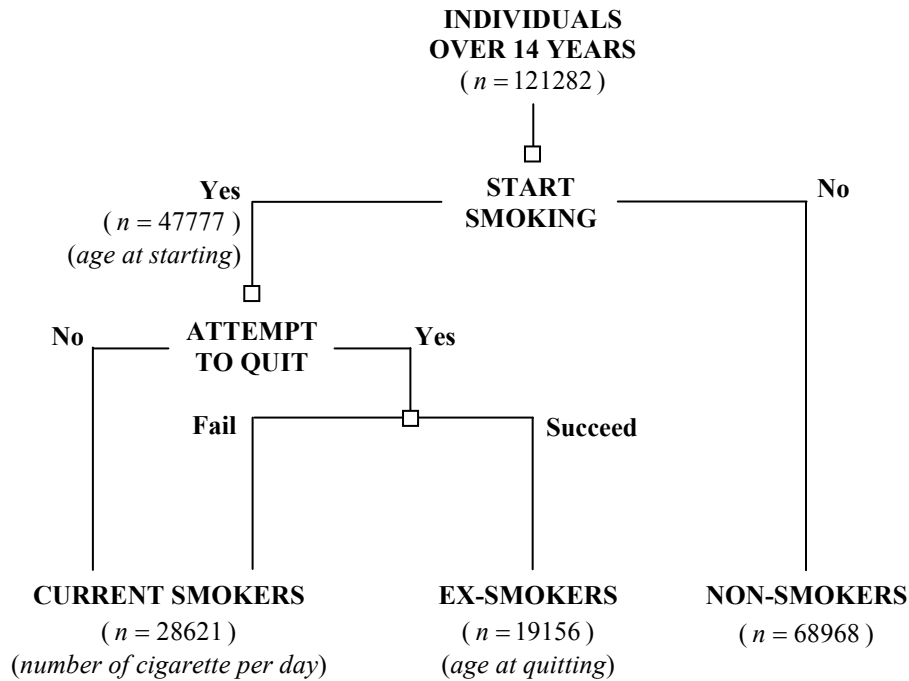 INDIVIDUALS
OVER 14 YEARS
( n = 121282 )
Yes
( n = 47777 )
(age at starting)
START
SMOKING
No
No
ATTEMPT
TO QUIT
Yes
Fail
Succeed
CURRENT SMOKERS
( n = 28621 )
(number of cigarette per day)
EX-SMOKERS
( n = 19156 )
(age at quitting)
NON-SMOKERS
( n = 68968 )